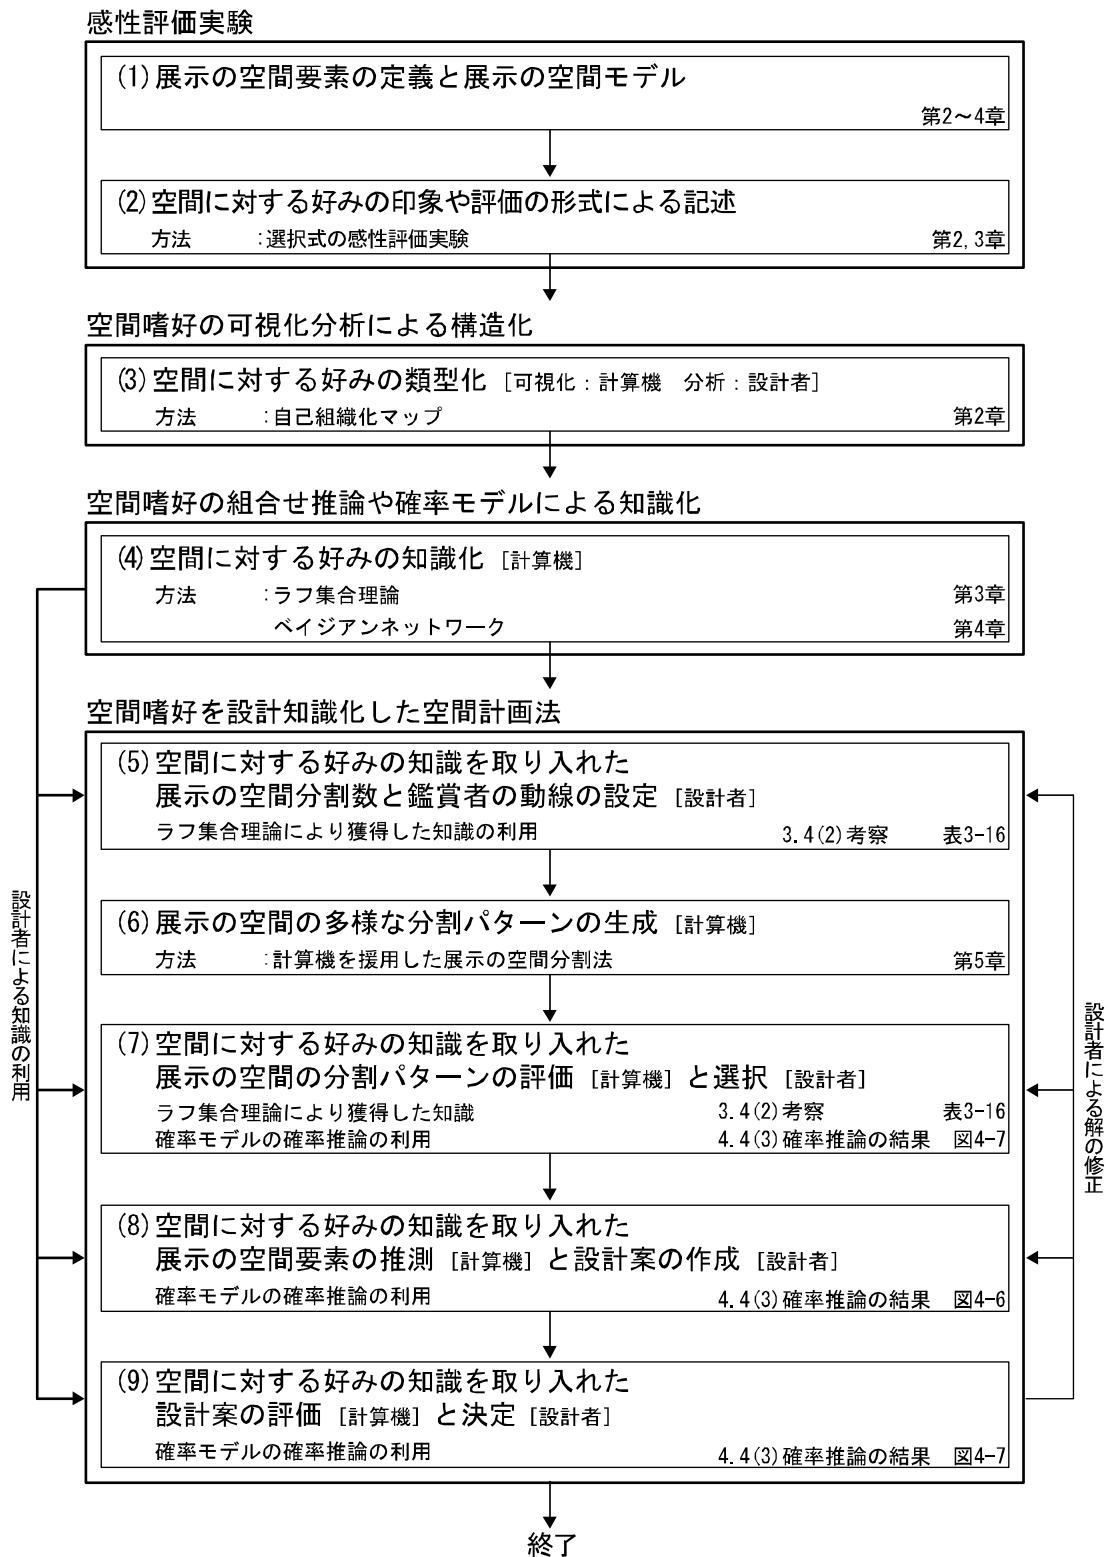 感性評価実験
(1)展示の空間要素の定義と展示の空間モデル
第2～4章
(2)空間に対する好みの印象や評価の形式による記述
方法 :選択式の感性評価実験 第2,3章
空間嗜好の可視化分析による構造化
(3)空間に対する好みの類型化 [可視化：計算機 分析：設計者]
方法 :自己組織化マップ 第2章
空間嗜好の組合せ推論や確率モデルによる知識化
(4)空間に対する好みの知識化 [計算機]
方法 :ラフ集合理論 第3章
ベイジアンネットワーク 第4章
空間嗜好を設計知識化した空間計画法
(5)空間に対する好みの知識を取り入れた
展示の空間分割数と鑑賞者の動線の設定 [設計者]
ラフ集合理論により獲得した知識の利用 3.4(2)考察 表3-16
(6)展示の空間の多様な分割パターンの生成 [計算機]
方法 :計算機を援用した展示の空間分割法 第5章
(7)空間に対する好みの知識を取り入れた
展示の空間の分割パターンの評価 [計算機] と選択 [設計者]
ラフ集合理論により獲得した知識 3.4(2)考察 表3-16
確率モデルの確率推論の利用 4.4(3)確率推論の結果 図4-7
(8)空間に対する好みの知識を取り入れた
展示の空間要素の推測 [計算機] と設計案の作成 [設計者]
確率モデルの確率推論の利用 4.4(3)確率推論の結果 図4-6
(9)空間に対する好みの知識を取り入れた
設計案の評価 [計算機] と決定 [設計者]
確率モデルの確率推論の利用 4.4(3)確率推論の結果 図4-7
終了
設計者による知識の利用
設計者による解の修正